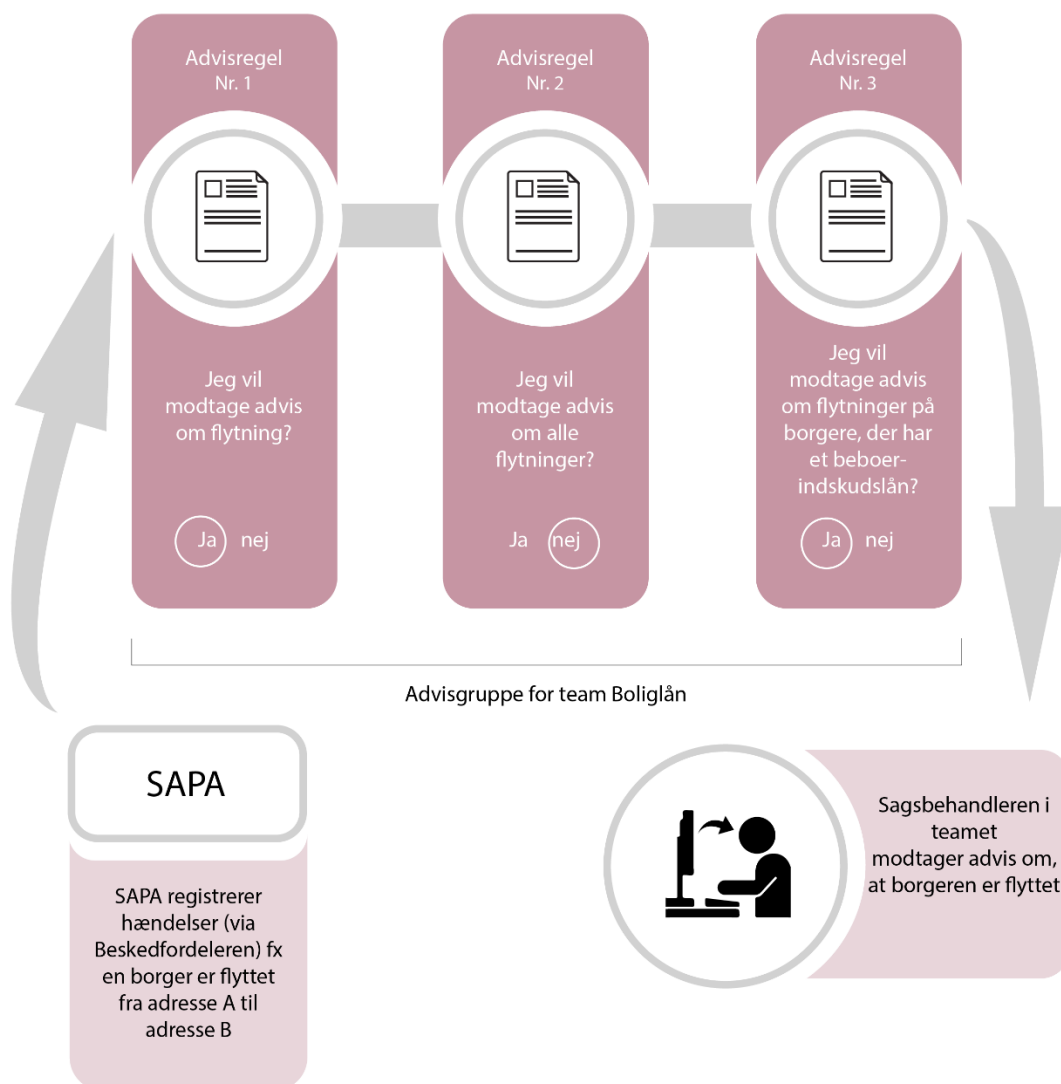 Advisregel
Nr. 1
Jeg vil
modtage advis
om flytning?
Ja nej
Advisregel
Nr. 2
Jeg vil
modtage advis
om alle
flytninger?
Ja nej
Advisregel
Nr. 3
Jeg vil
modtage advis
om flytninger på
borgere, der har
et beboer-
indskudslån?
Ja nej
Advisgruppe for team Boliglån
SAPA
SAPA registrerer
hændelser (via
Beskedfordeleren) fx
en borger er flyttet
fra adresse A til
adresse B
Sagsbehandleren i
teamet
modtager advis om,
at borgeren er flyttet